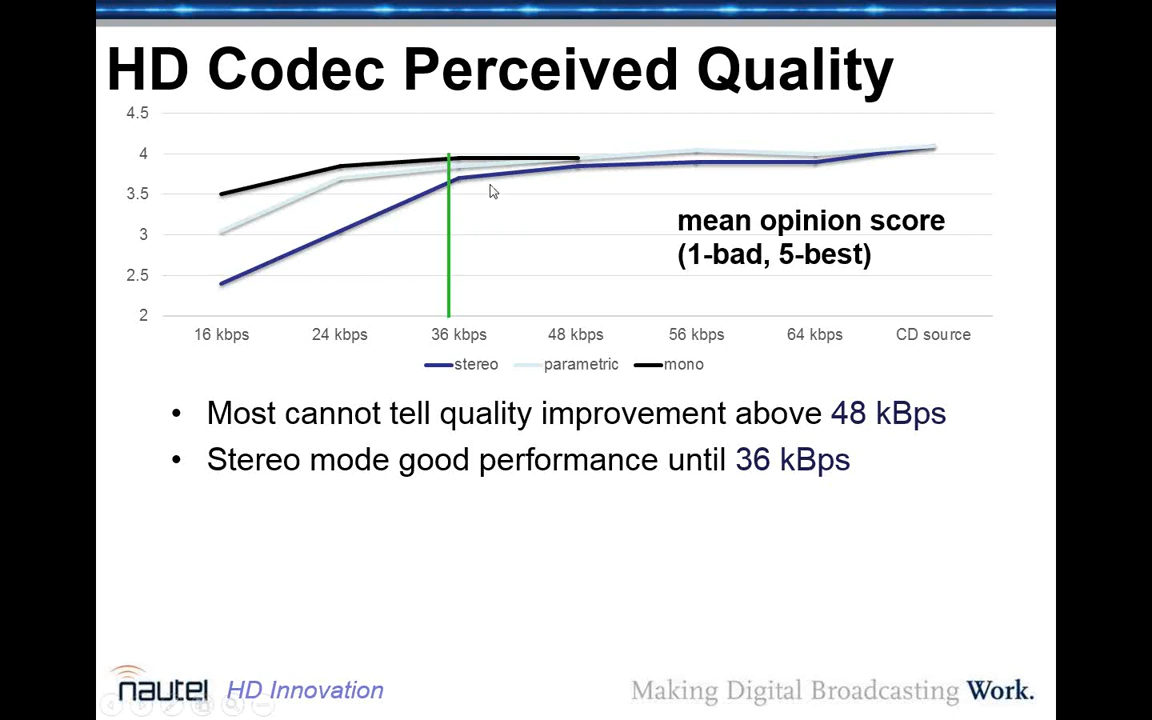 HD Codec Perceived Quality
4.5
4
3.5
3
2.5
2
mean opinion score
(1-bad, 5-best)
16 kbps 24 kbps 36 kbps 48 kbps 56 kbps 64 kbps CD source
stereo parametric mono
• Most cannot tell quality improvement above 48 kBps
• Stereo mode good performance until 36 kBps
nautel HD Innovation Making Digital Broadcasting Work.